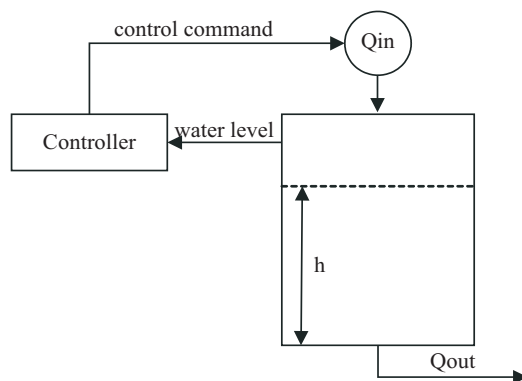 control command
Qin
Controller
water level
h
Qout